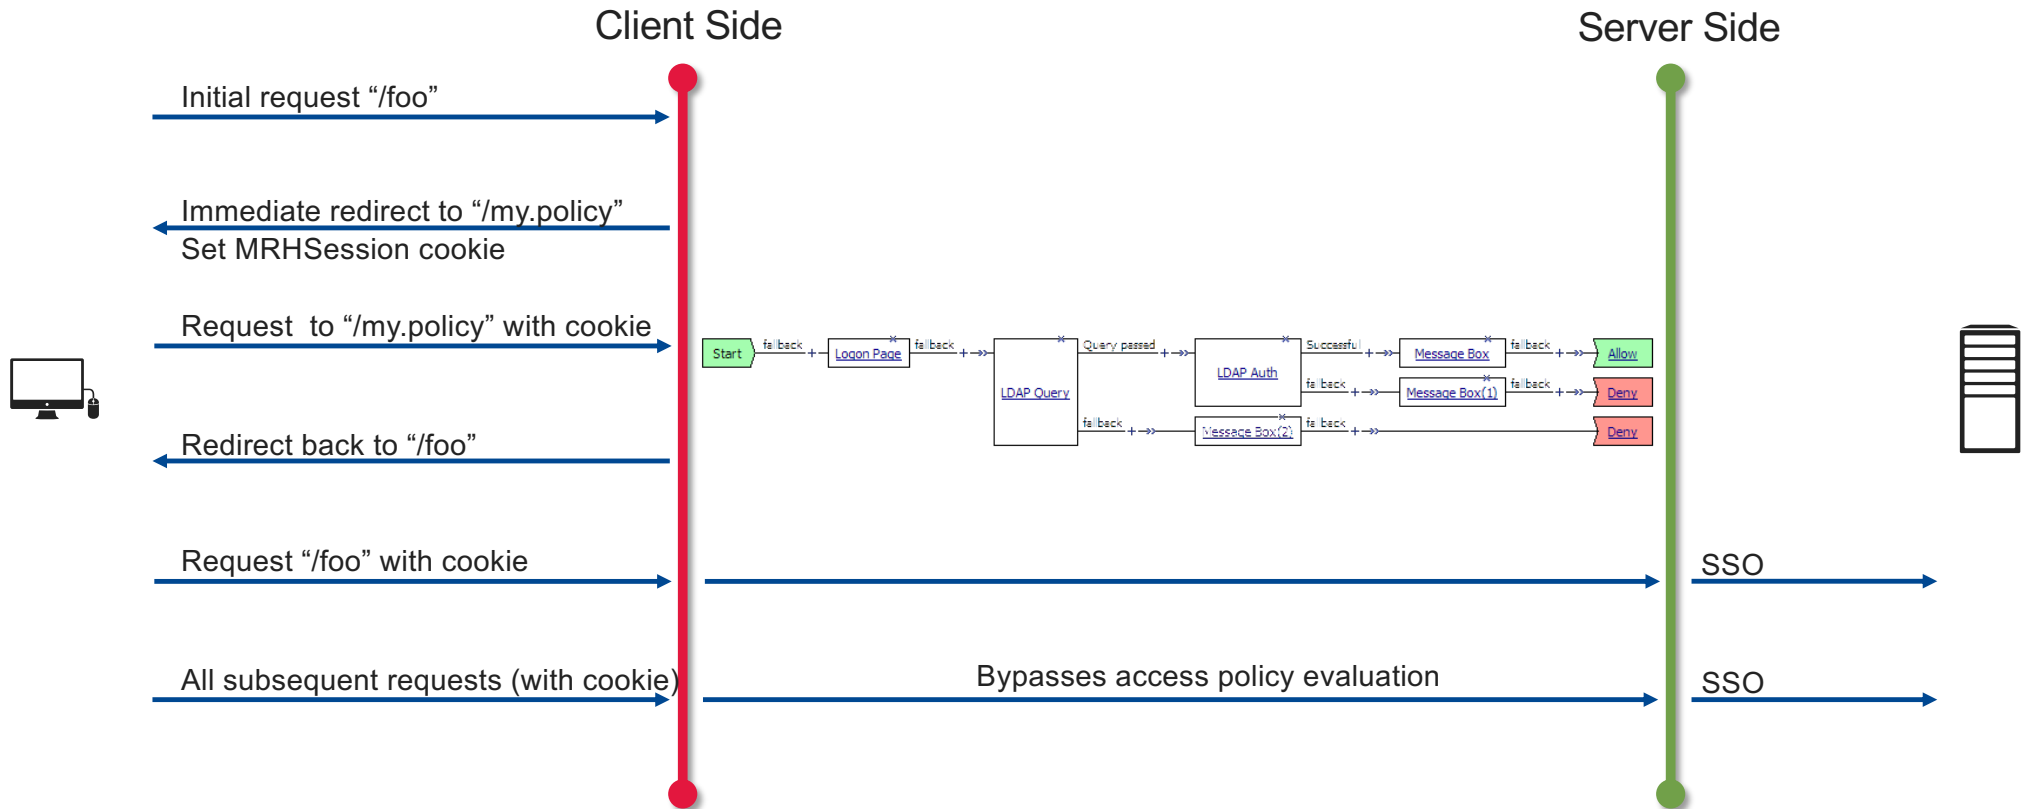 Client Side
Server Side
Initial request “/foo”
Immediate redirect to “/my.policy”
Set MRHSession cookie
Request  to “/my.policy” with cookie
Start
fallback
Logon Page
fallback
LDAP Query
Query passed
LDAP Auth
Successful
Message Box
fallback
Allow
fallback
Message Box(1)
fallback
Deny
fallback
Message Box(2)
fallback
Deny
Redirect back to “/foo”
Request “/foo” with cookie
SSO
All subsequent requests (with cookie)
Bypasses access policy evaluation
SSO